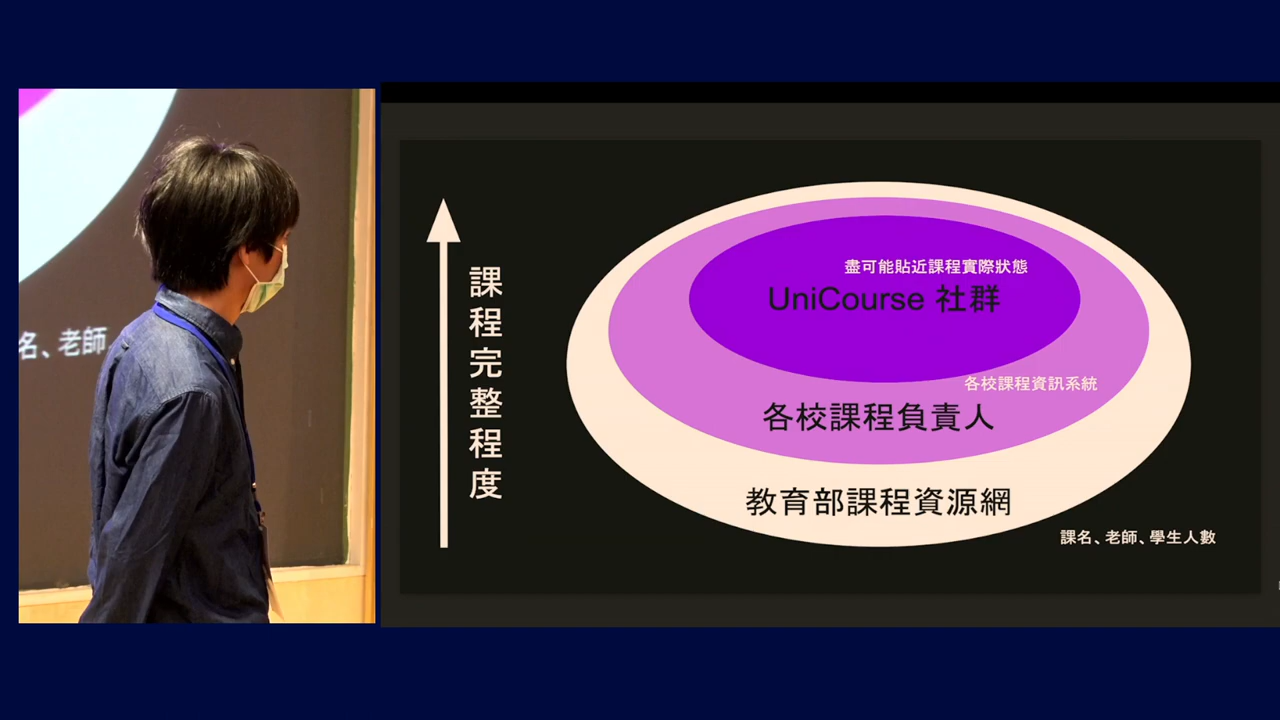 名、老師
課程完整程度
盡可能貼近課程實際狀態
UniCourse 社群
各校課程資訊系統
各校課程負責人
教育部課程資源網
課名、老師、學生人數